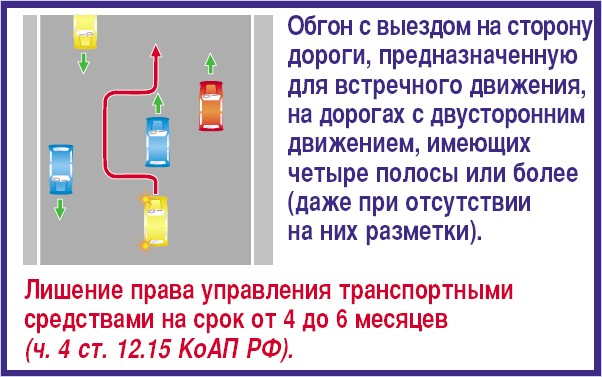 Обгон с выездом на сторону
дороги, предназначенную
для встречного движения,
на дорогах с двусторонним
движением, имеющих
четыре полосы или более
(даже при отсутствии
на них разметки).
Лишение права управления транспортными
средствами на срок от 4 до 6 месяцев
(ч. 4 ст. 12.15 КоАП РФ).